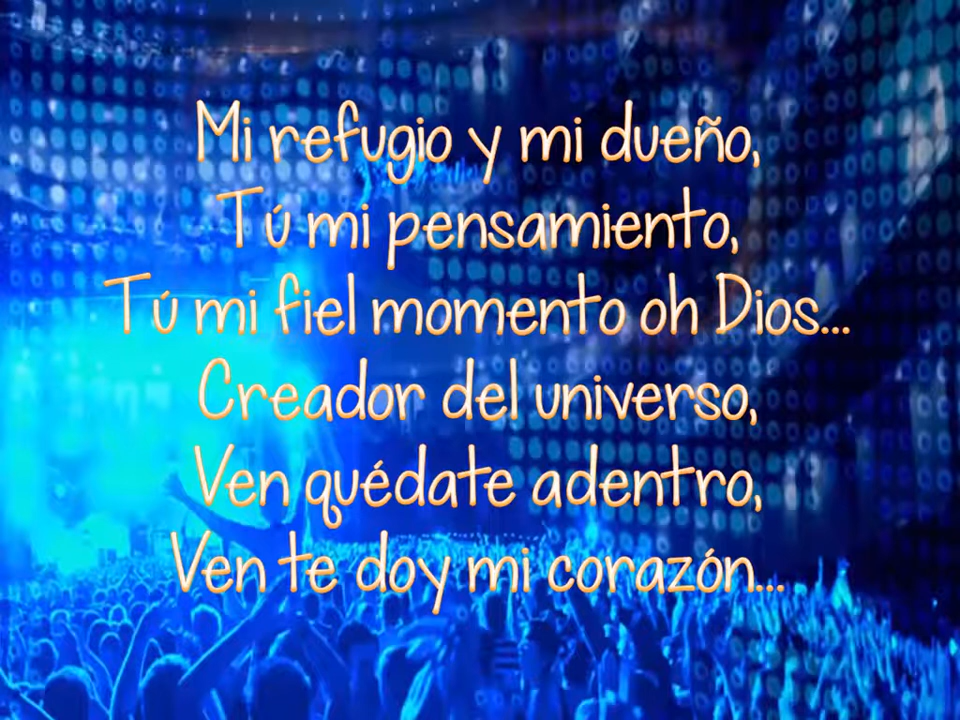 Mi refugio y mi dueño,
Tú mi pensamiento,
Tú mi fiel momento oh Dios...
Creador del universo,
Ven quédate adentro,
Ven te doy mi corazón...